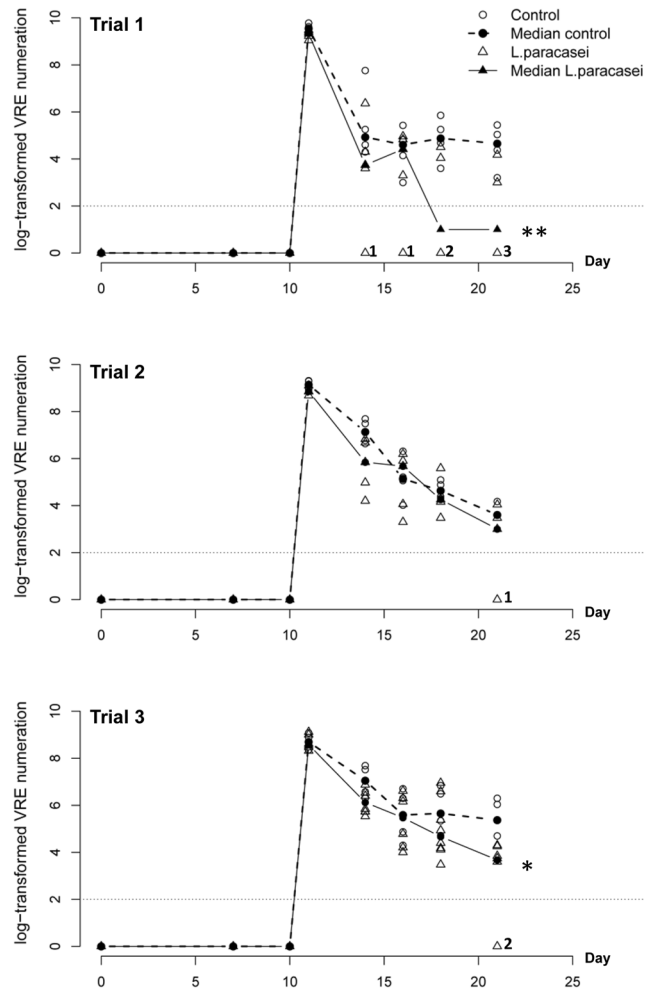 Trial 1
Control
Median control
L.paracasei
Median L.paracasei
log−transformed VRE numeration
10
8
6
4
2
0
**
1 1 2 3
Day
0 5 10 15 20 25
Trial 2
log−transformed VRE numeration
10
8
6
4
2
0
1
Day
0 5 10 15 20 25
Trial 3
log−transformed VRE numeration
10
8
6
4
2
0
*
2
Day
0 5 10 15 20 25